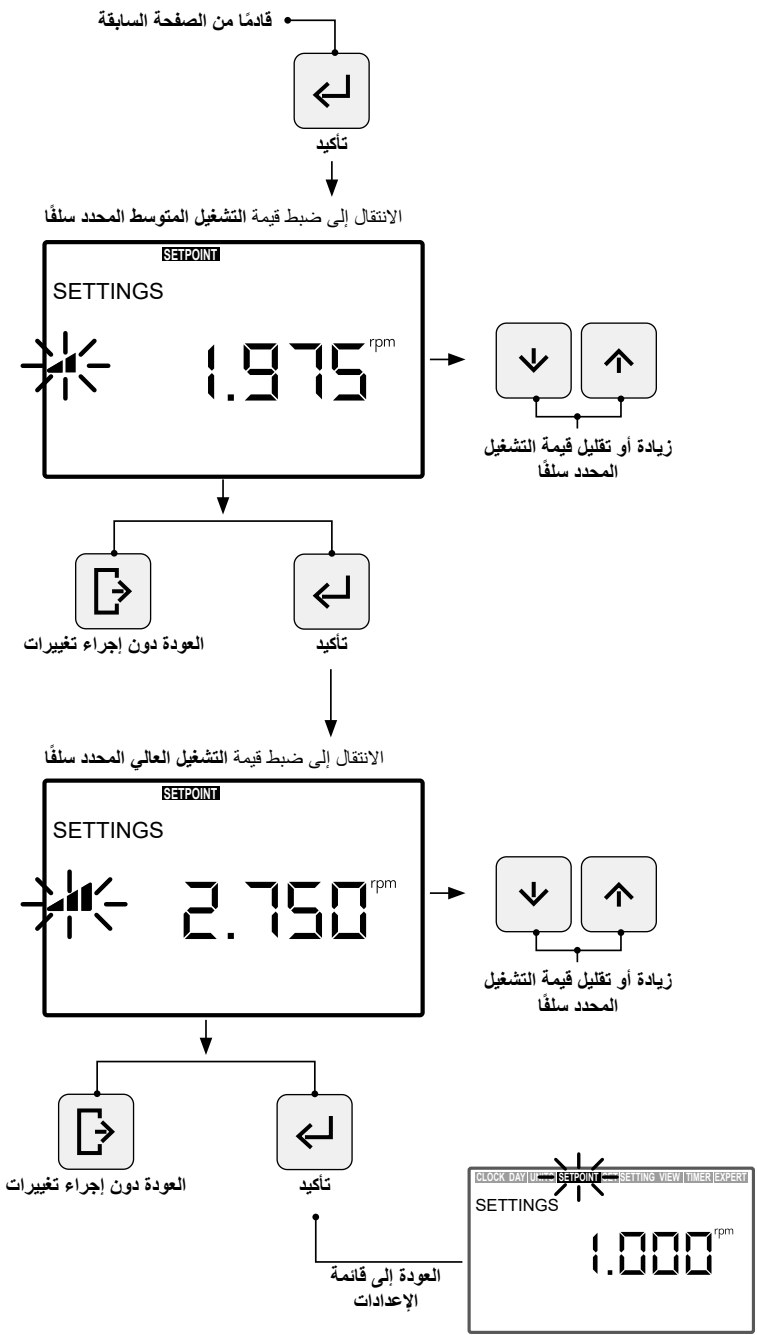 قادمًا من الصفحة السابقة
تأكيد
الانتقال إلى ضبط قيمة التشغيل المتوسط المحدد سلفًا
SETPOINT
SETTINGS
1.975 rpm
زيادة أو تقليل قيمة التشغيل
المحدد سلفًا
العودة دون إجراء تغييرات
تأكيد
الانتقال إلى ضبط قيمة التشغيل العالي المحدد سلفًا
SETPOINT
SETTINGS
2.750 rpm
زيادة أو تقليل قيمة التشغيل
المحدد سلفًا
العودة دون إجراء تغييرات
تأكيد
CLOCK DAY SETPOINT SETTING VIEW TIMER EXPERT
SETTINGS
1.000 rpm
العودة إلى قائمة
الإعدادات